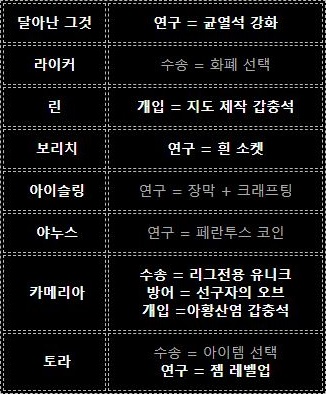 달아난 그것 연구 = 균열석 강화
라이커 수송 = 화폐 선택
린 개입 = 지도 제작 갑충석
보리치 연구 = 흰 소켓
아이슬링 연구 = 장막 + 크래프팅
야누스 연구 = 페란두스 코인
카메리아 수송 = 리그전용 유니크
방어 = 선구자의 오브
개입 =아황산염 갑충석
토라 수송 = 아이템 선택
연구 = 젬 레벨업